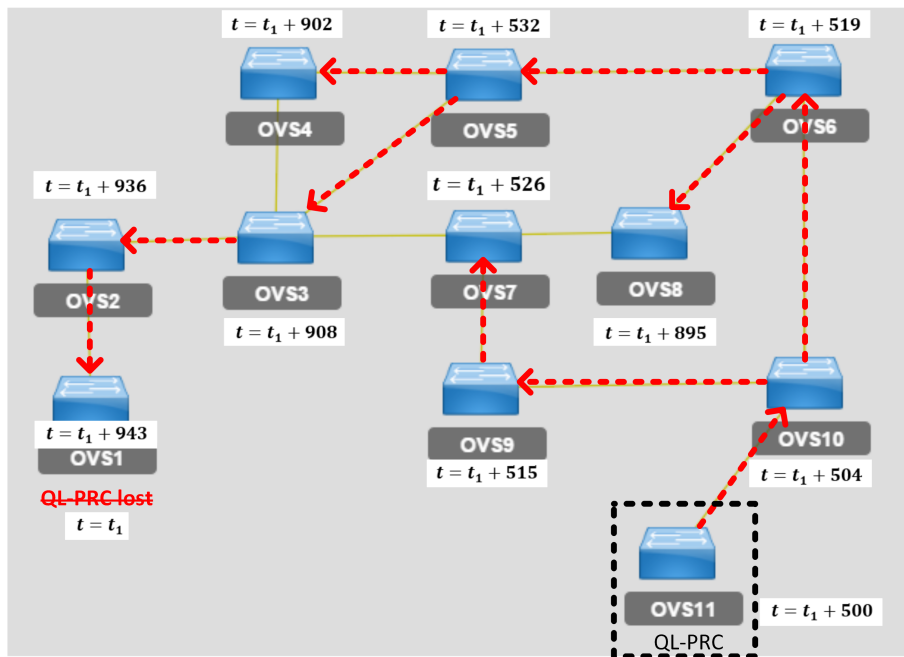 t = t₁ + 902
t = t₁ + 532
t = t₁ + 519
OVS4
OVS5
OVS6
t = t₁ + 936
t = t₁ + 526
OVS2
OVS3
OVS7
OVS8
t = t₁ + 908
t = t₁ + 895
t = t₁ + 943
OVS1
OVS9
OVS10
t = t₁ + 515
t = t₁ + 504
QL-PRC lost
t = t₁
OVS11
t = t₁ + 500
QL-PRC